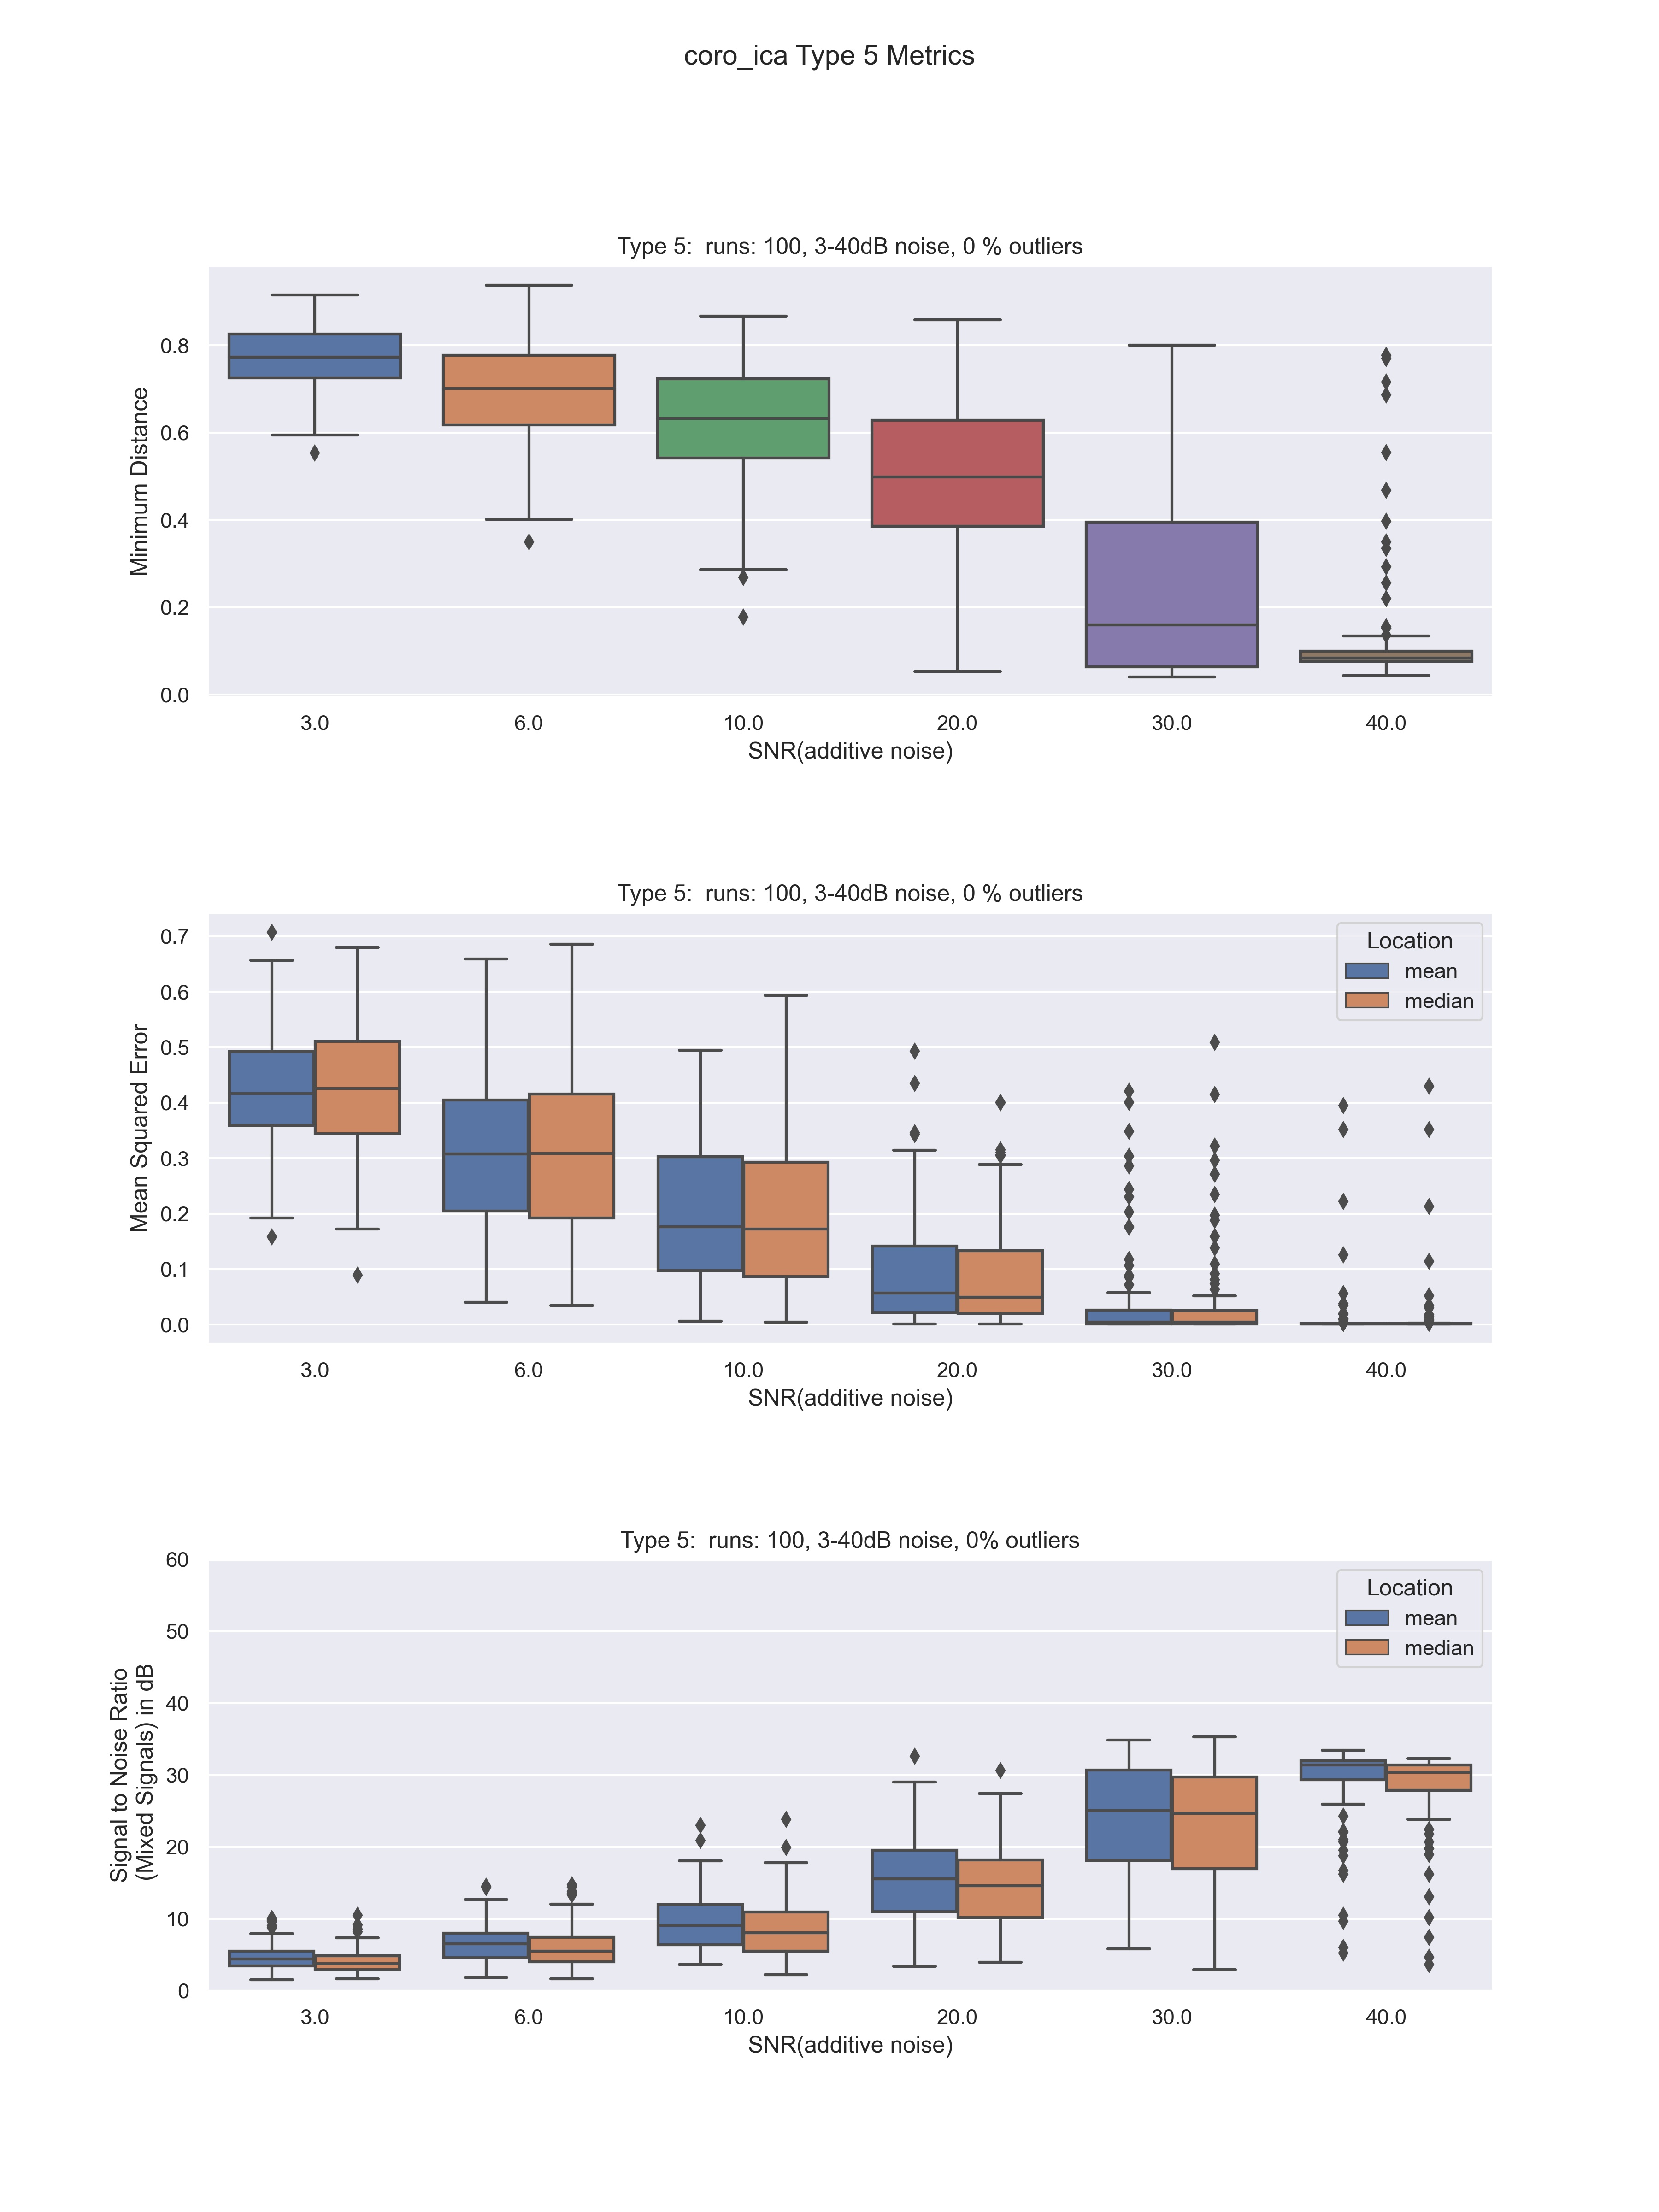 coro_ica Type 5 Metrics
Type 5:  runs: 100, 3-40dB noise, 0 % outliers
Minimum Distance
0.8
0.6
0.4
0.2
0.0
3.0 6.0 10.0 20.0 30.0 40.0
SNR(additive noise)
Type 5:  runs: 100, 3-40dB noise, 0 % outliers
Mean Squared Error
0.7
0.6
0.5
0.4
0.3
0.2
0.1
0.0
Location
mean
median
3.0 6.0 10.0 20.0 30.0 40.0
SNR(additive noise)
Type 5:  runs: 100, 3-40dB noise, 0% outliers
Signal to Noise Ratio
(Mixed Signals) in dB
60
50
40
30
20
10
0
Location
mean
median
3.0 6.0 10.0 20.0 30.0 40.0
SNR(additive noise)